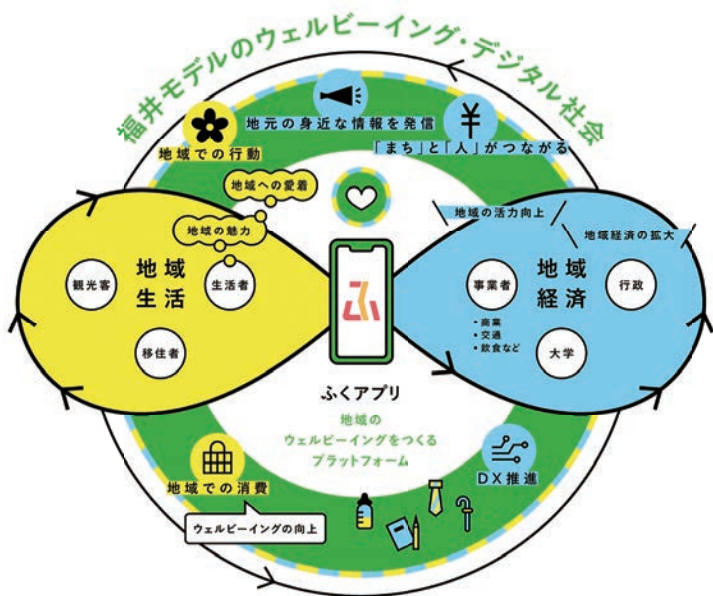 福井モデルのウェルビーイング・デジタル社会
地元の身近な情報を発信
¥
地域での行動
「まち」と「人」がつながる
地域への愛着
地域の魅力
地域の活力向上
地域経済の拡大
地域
生活
観光客
生活者
移住者
ふ
地域
経済
事業者
行政
・商業
・交通
・飲食など
大学
ふくアプリ
地域の
ウェルビーイングをつくる
プラットフォーム
地域での消費
DX推進
ウェルビーイングの向上